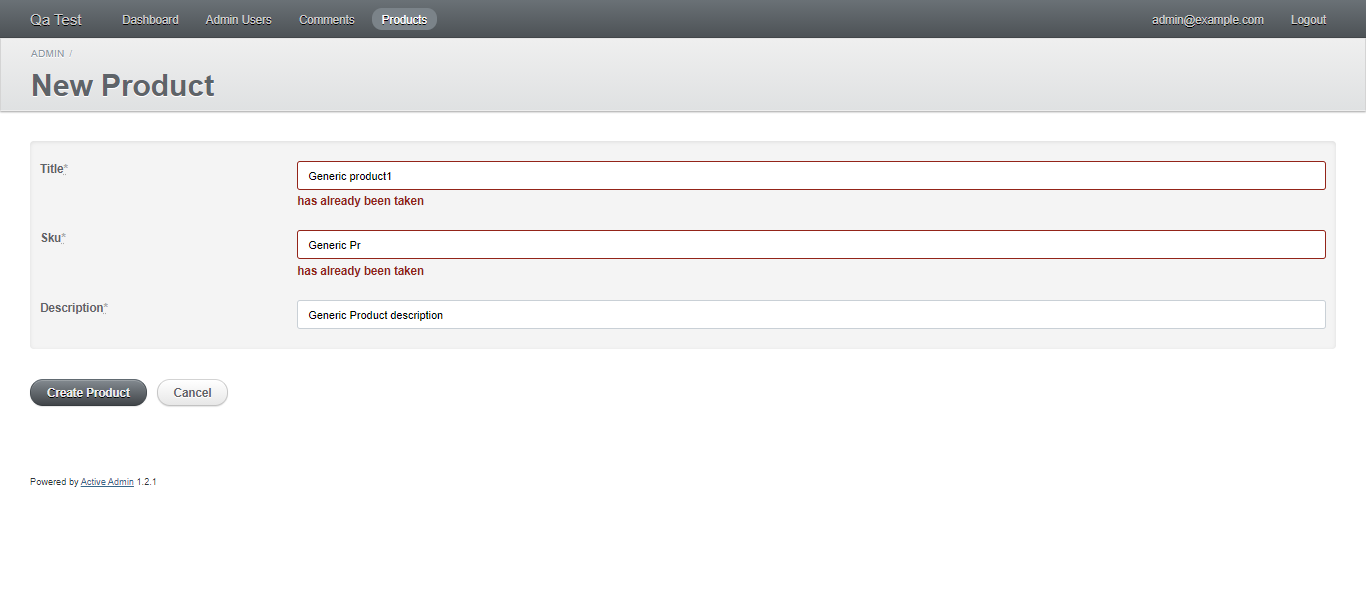 Qa Test Dashboard Admin Users Comments Products admin@example.com Logout
ADMIN /
New Product
Title* Generic product1
has already been taken
Sku* Generic Pr
has already been taken
Description* Generic Product description
Create Product Cancel
Powered by Active Admin 1.2.1